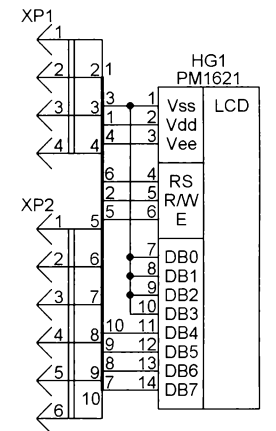 XP1
HG1
PM1621
1
2 2 1
3 3
4 4
3 1 Vss LCD
1 2 Vdd
4 3 Vee
6 4 RS
2 5 R/W
5 6 E
XP2
1 5
2 6
3 7
4 8
5 9
6 10
7 DB0
8 DB1
9 DB2
10 DB3
10 11 DB4
9 12 DB5
8 13 DB6
7 14 DB7